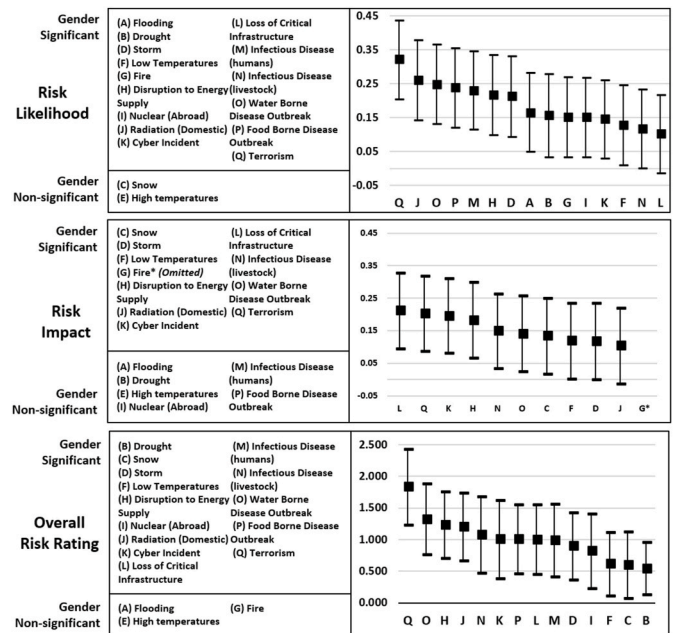 Gender
Significant
Risk
Likelihood
Gender
Non-significant
(A) Flooding
(B) Drought
(D) Storm
(F) Low Temperatures
(G) Fire
(H) Disruption to Energy
Supply
(I) Nuclear (Abroad)
(J) Radiation (Domestic)
(K) Cyber Incident
(L) Loss of Critical
Infrastructure
(M) Infectious Disease
(humans)
(N) Infectious Disease
(livestock)
(O) Water Borne
Disease Outbreak
(P) Food Borne Disease
Outbreak
(Q) Terrorism
(C) Snow
(E) High temperatures
0.45
0.35
0.25
0.15
0.05
-0.05
Q J O P M H D A B G I K F N L
Gender
Significant
Risk
Impact
Gender
Non-significant
(C) Snow
(D) Storm
(F) Low Temperatures
(G) Fire* (Omitted)
(H) Disruption to Energy
Supply
(J) Radiation (Domestic)
(K) Cyber Incident
(L) Loss of Critical
Infrastructure
(N) Infectious Disease
(livestock)
(O) Water Borne
Disease Outbreak
(Q) Terrorism
(A) Flooding
(B) Drought
(E) High temperatures
(I) Nuclear (Abroad)
(M) Infectious Disease
(humans)
(P) Food Borne Disease
Outbreak
0.45
0.35
0.25
0.15
0.05
-0.05
L Q K H N O C F D J G*
Gender
Significant
Overall
Risk Rating
Gender
Non-significant
(B) Drought
(C) Snow
(D) Storm
(F) Low Temperatures
(H) Disruption to Energy
Supply
(I) Nuclear (Abroad)
(J) Radiation (Domestic)
(K) Cyber Incident
(L) Loss of Critical
Infrastructure
(M) Infectious Disease
(humans)
(N) Infectious Disease
(livestock)
(O) Water Borne
Disease Outbreak
(P) Food Borne Disease
Outbreak
(Q) Terrorism
(A) Flooding
(E) High temperatures
(G) Fire
2.500
2.000
1.500
1.000
0.500
0.000
Q O H J N K P L M D I F C B